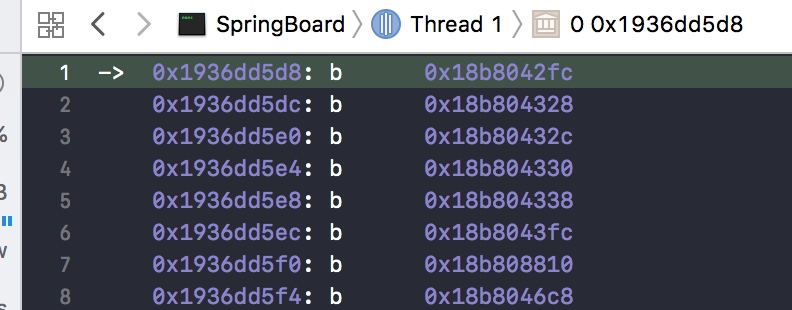 SpringBoard Thread 1 0 0x1936dd5d8
1 -> 0x1936dd5d8: b 0x18b8042fc
2 0x1936dd5dc: b 0x18b804328
% 3 0x1936dd5e0: b 0x18b80432c
4 0x1936dd5e4: b 0x18b804330
5 0x1936dd5e8: b 0x18b804338
6 0x1936dd5ec: b 0x18b8043fc
7 0x1936dd5f0: b 0x18b808810
8 0x1936dd5f4: b 0x18b8046c8